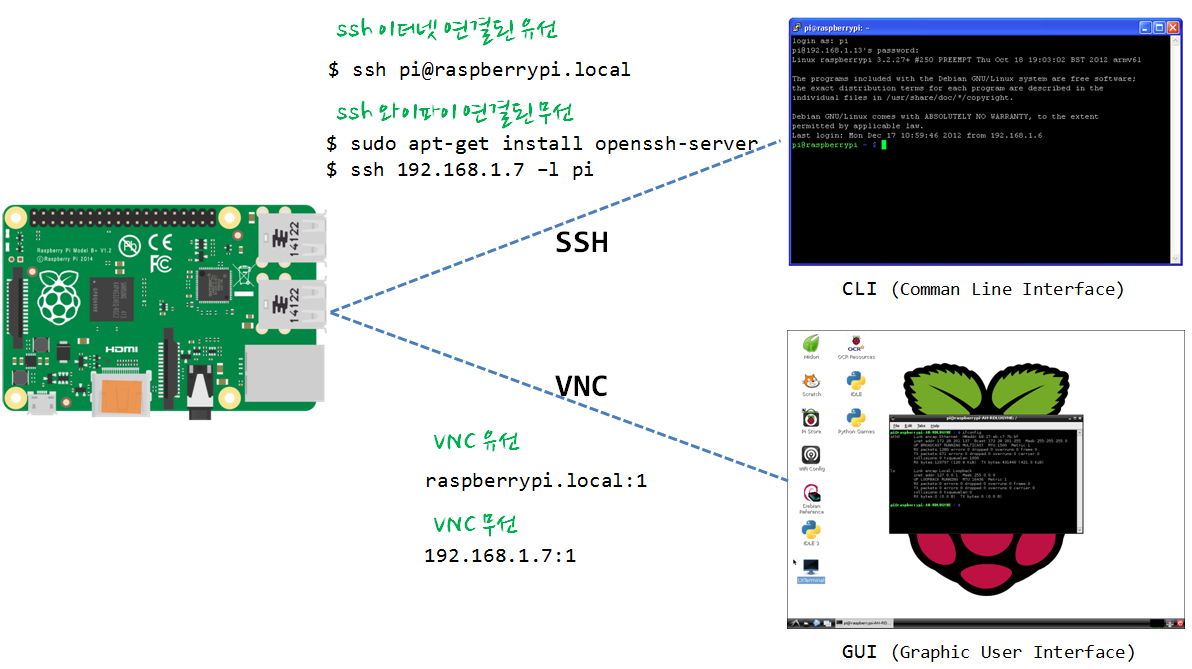 ssh 이더넷 연결된 유선
$ ssh pi@raspberrypi.local
ssh 와이파이 연결된 무선
$ sudo apt-get install openssh-server
$ ssh 192.168.1.7 –l pi
pi@raspberrypi: ~
login as: pi
pi@192.168.1.13's password:
Linux raspberrypi 3.2.27+ #250 PREEMPT Thu Oct 18 19:03:02 BST 2012 armv6l
The programs included with the Debian GNU/Linux system are free software;
the exact distribution terms for each program are described in the
individual files in /usr/share/doc/*/copyright.
Debian GNU/Linux comes with ABSOLUTELY NO WARRANTY, to the extent
permitted by applicable law.
Last login: Mon Dec 17 10:59:46 2012 from 192.168.1.6
pi@raspberrypi ~ $
CLI (Comman Line Interface)
SSH
Raspberry Pi Model B+ V1.2
©Raspberry Pi 2014
Pb CE
FC
14122
14122
HDMI
VNC
VNC 유선
raspberrypi.local:1
VNC 무선
192.168.1.7:1
Midori
OCR Resources
Scratch
IDLE
Pi Store
Python Games
WiFi Config
Debian
Reference
IDLE 3
LXTerminal
File Edit Tabs Help
GUI (Graphic User Interface)